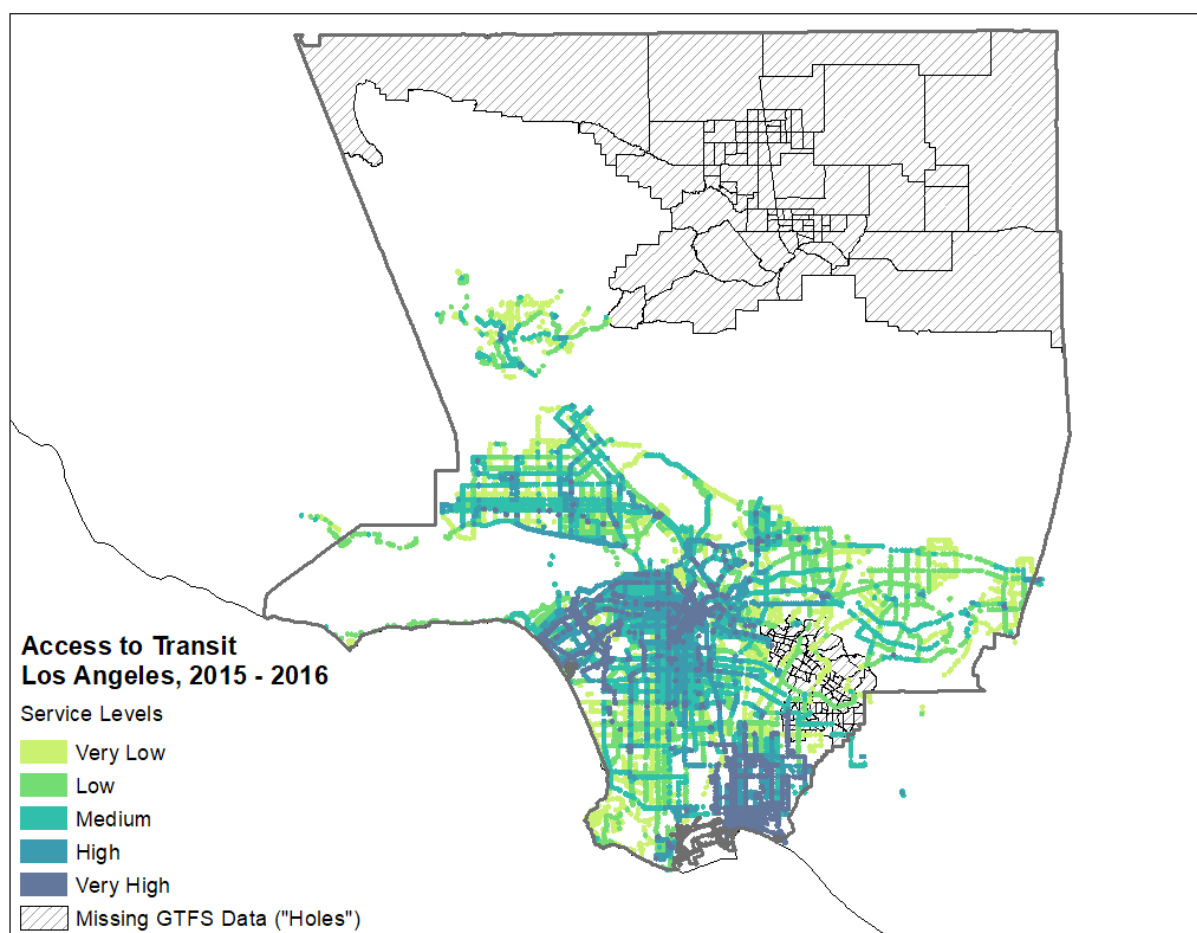 Access to Transit
Los Angeles, 2015 - 2016
Service Levels
Very Low
Low
Medium
High
Very High
Missing GTFS Data ("Holes")